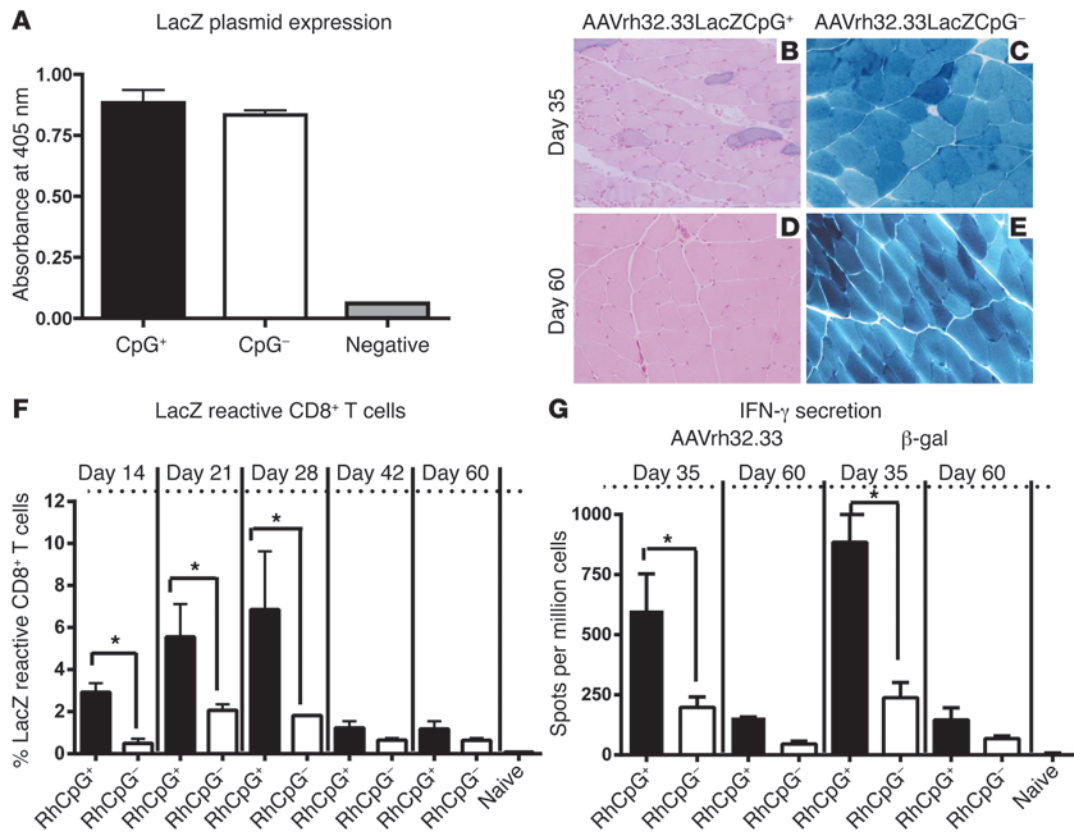 A
LacZ plasmid expression
Absorbance at 405 nm
1.00
0.75
0.50
0.25
0.00
CpG⁺
CpG⁻
Negative
AAVrh32.33LacZCpG⁺
AAVrh32.33LacZCpG⁻
Day 35
B
C
Day 60
D
E
F
LacZ reactive CD8⁺ T cells
Day 14
Day 21
Day 28
Day 42
Day 60
% LacZ reactive CD8⁺ T cells
12
10
8
6
4
2
0
*
*
*
RhCpG⁺
RhCpG⁻
RhCpG⁺
RhCpG⁻
RhCpG⁺
RhCpG⁻
RhCpG⁺
RhCpG⁻
RhCpG⁺
RhCpG⁻
Naive
G
IFN-γ secretion
AAVrh32.33
β-gal
Day 35
Day 60
Day 35
Day 60
Spots per million cells
1000
750
500
250
0
*
*
RhCpG⁺
RhCpG⁻
RhCpG⁺
RhCpG⁻
RhCpG⁺
RhCpG⁻
RhCpG⁺
RhCpG⁻
Naive